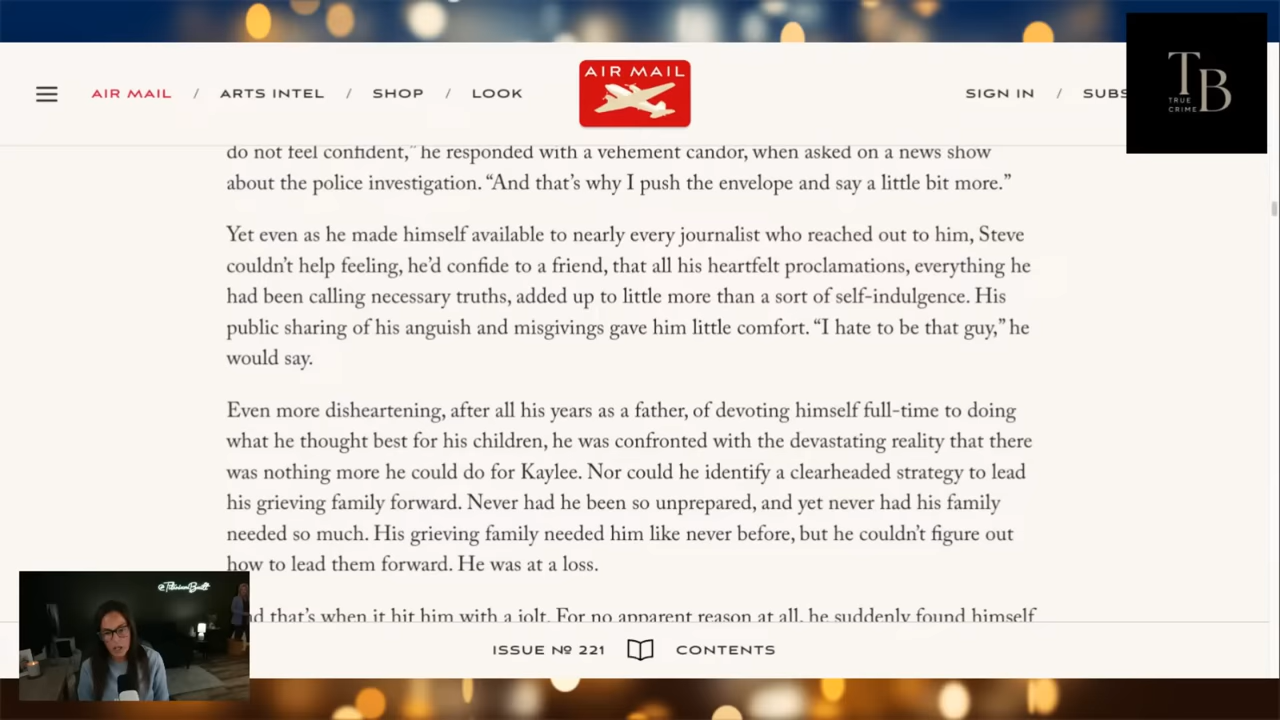 AIR MAIL / ARTS INTEL / SHOP / LOOK
AIR MAIL
SIGN IN / SUBS
TB
TRUE
CRIME
do not feel confident,” he responded with a vehement candor, when asked on a news show
about the police investigation. “And that’s why I push the envelope and say a little bit more.”
Yet even as he made himself available to nearly every journalist who reached out to him, Steve
couldn’t help feeling, he’d confide to a friend, that all his heartfelt proclamations, everything he
had been calling necessary truths, added up to little more than a sort of self-indulgence. His
public sharing of his anguish and misgivings gave him little comfort. “I hate to be that guy,” he
would say.
Even more disheartening, after all his years as a father, of devoting himself full-time to doing
what he thought best for his children, he was confronted with the devastating reality that there
was nothing more he could do for Kaylee. Nor could he identify a clearheaded strategy to lead
his grieving family forward. Never had he been so unprepared, and yet never had his family
needed so much. His grieving family needed him like never before, but he couldn’t figure out
how to lead them forward. He was at a loss.
nd that’s when it hit him with a jolt. For no apparent reason at all, he suddenly found himself
ISSUE Nº 221 CONTENTS